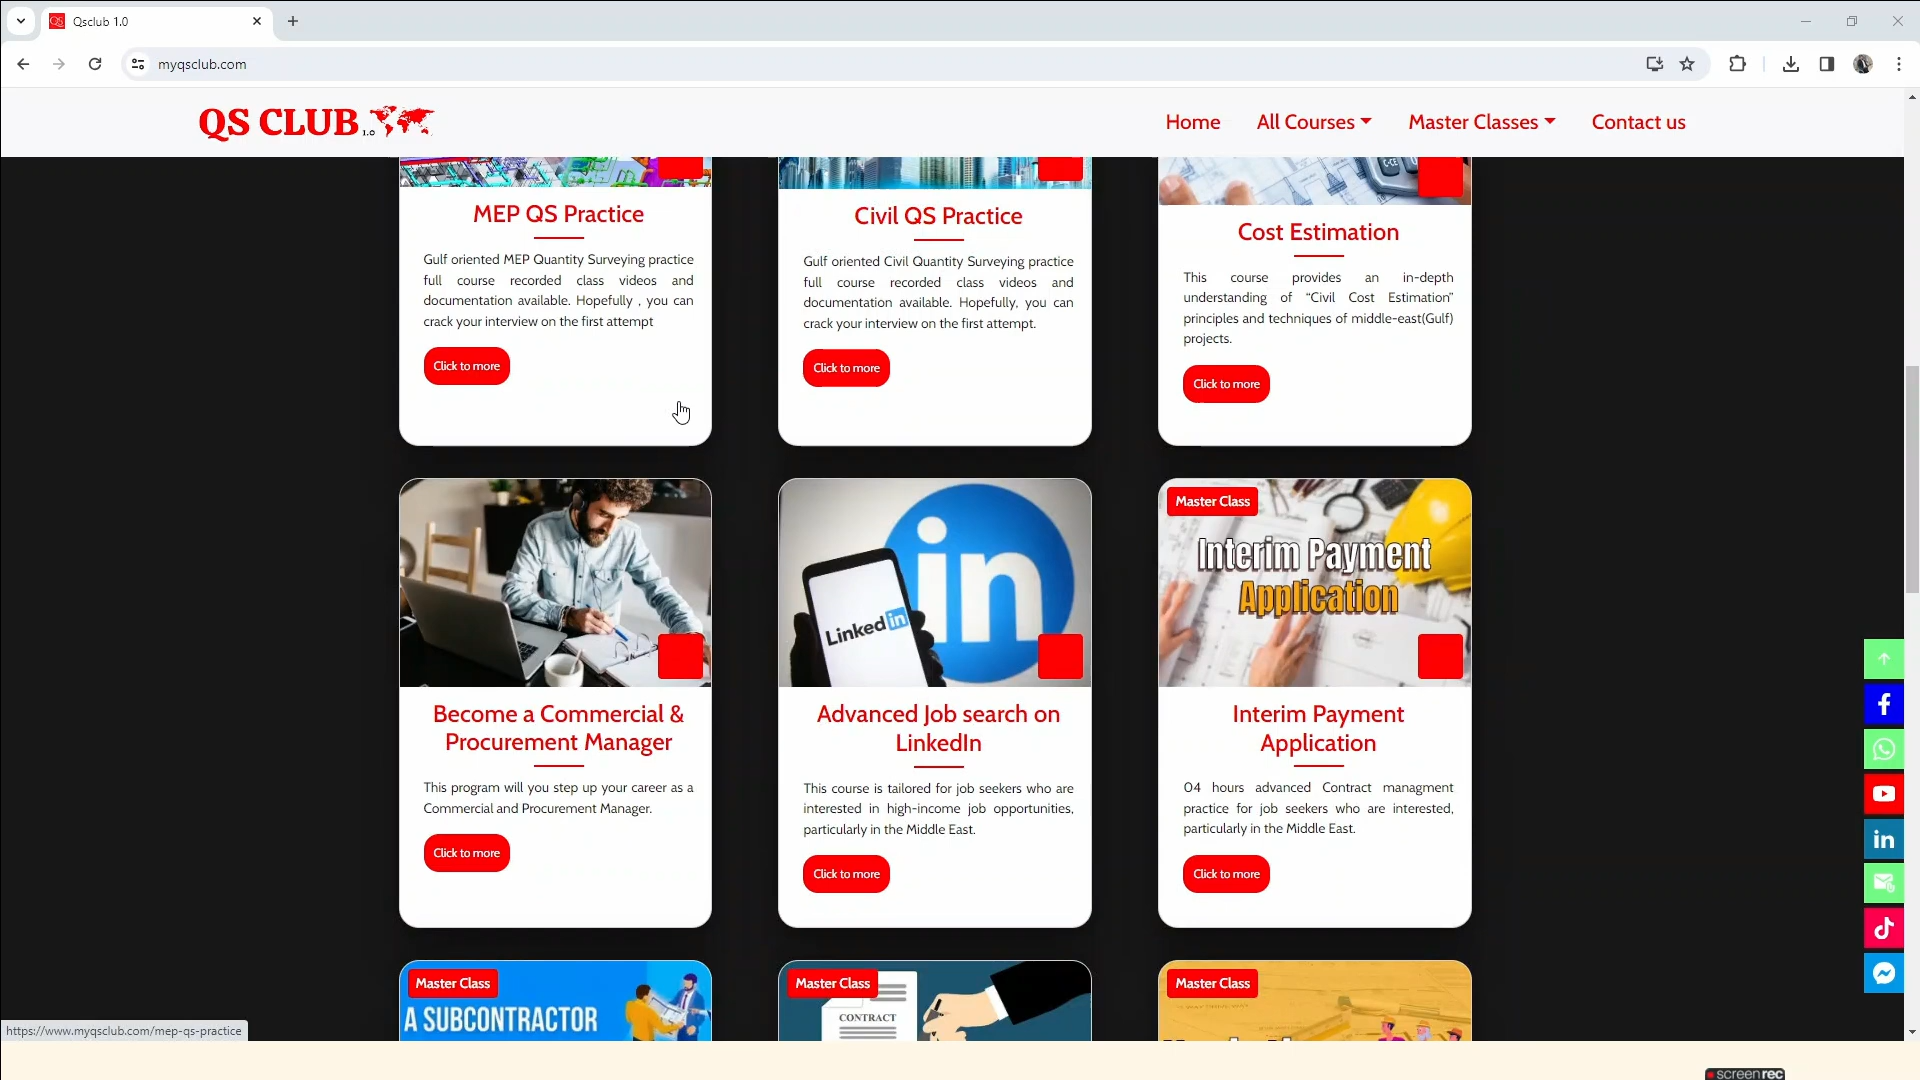 Qsclub 1.0
myqsclub.com
QS CLUB 1.0
Home
All Courses
Master Classes
Contact us
MEP QS Practice
Gulf oriented MEP Quantity Surveying practice
full course recorded class videos and
documentation available. Hopefully , you can
crack your interview on the first attempt
Click to more
Civil QS Practice
Gulf oriented Civil Quantity Surveying practice
full course recorded class videos and
documentation available. Hopefully, you can
crack your interview on the first attempt.
Click to more
Cost Estimation
This course provides an in-depth
understanding of “Civil Cost Estimation”
principles and techniques of middle-east(Gulf)
projects.
Click to more
Become a Commercial &
Procurement Manager
This program will you step up your career as a
Commercial and Procurement Manager.
Click to more
Linked in
in
Advanced Job search on
LinkedIn
This course is tailored for job seekers who are
interested in high-income job opportunities,
particularly in the Middle East.
Click to more
Master Class
Interim Payment
Application
Interim Payment
Application
04 hours advanced Contract managment
practice for job seekers who are interested,
particularly in the Middle East.
Click to more
Master Class
A SUBCONTRACTOR
Master Class
CONTRACT
Master Class
in
https://www.myqsclub.com/mep-qs-practice
screenrec